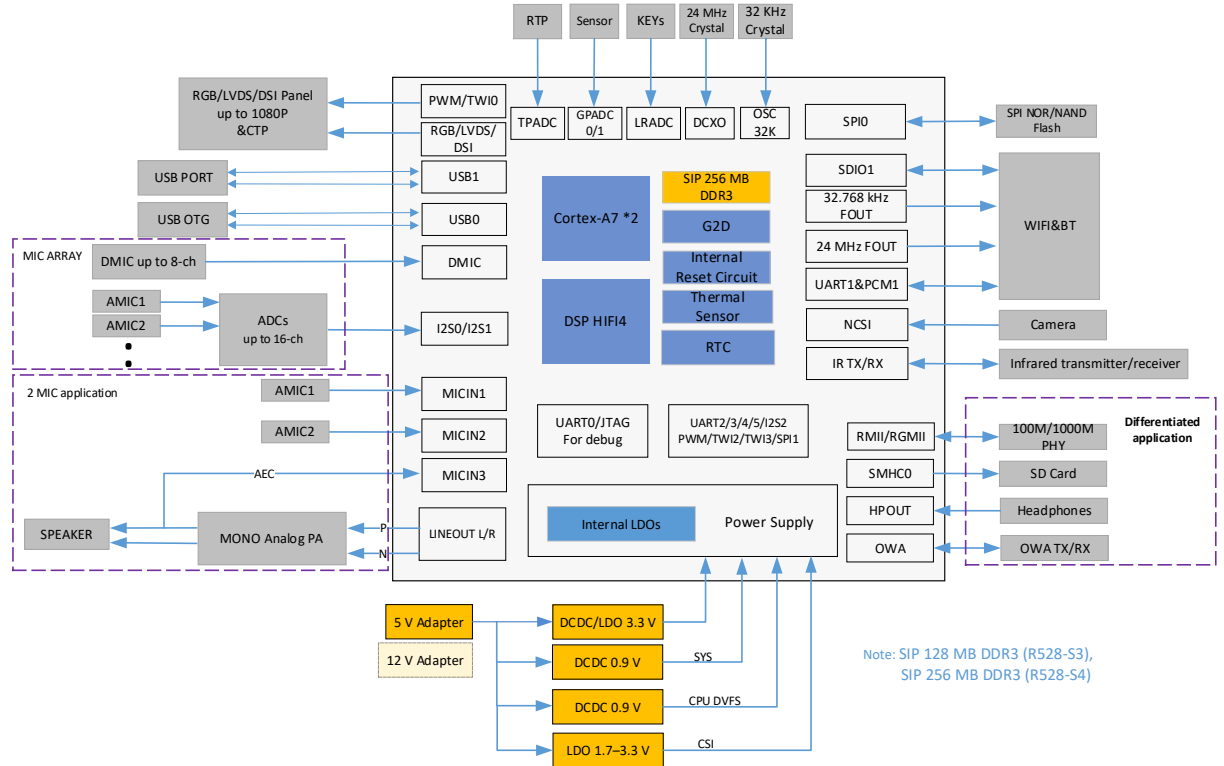 RTP
Sensor
KEYs
24 MHz
Crystal
32 KHz
Crystal
RGB/LVDS/DSI Panel
up to 1080P
&CTP
PWM/TWI0
RGB/LVDS/
DSI
TPADC
GPADC
0/1
LRADC
DCXO
OSC
32K
SPI0
SPI NOR/NAND
Flash
USB PORT
USB1
USB OTG
USB0
Cortex-A7 *2
SIP 256 MB
DDR3
G2D
Internal
Reset Circuit
Thermal
Sensor
RTC
DSP HIFI4
SDIO1
32.768 kHz
FOUT
24 MHz FOUT
UART1&PCM1
WIFI&BT
MIC ARRAY
DMIC up to 8-ch
DMIC
AMIC1
AMIC2
ADCs
up to 16-ch
I2S0/I2S1
NCSI
Camera
IR TX/RX
Infrared transmitter/receiver
2 MIC application
AMIC1
MICIN1
AMIC2
MICIN2
AEC
MICIN3
UART0/JTAG
For debug
UART2/3/4/5/I2S2
PWM/TWI2/TWI3/SPI1
Differentiated
application
RMII/RGMII
100M/1000M
PHY
SMHC0
SD Card
HPOUT
Headphones
OWA
OWA TX/RX
SPEAKER
MONO Analog PA
P
N
LINEOUT L/R
Internal LDOs
Power Supply
5 V Adapter
12 V Adapter
DCDC/LDO 3.3 V
DCDC 0.9 V
SYS
DCDC 0.9 V
CPU DVFS
LDO 1.7–3.3 V
CSI
Note: SIP 128 MB DDR3 (R528-S3),
SIP 256 MB DDR3 (R528-S4)